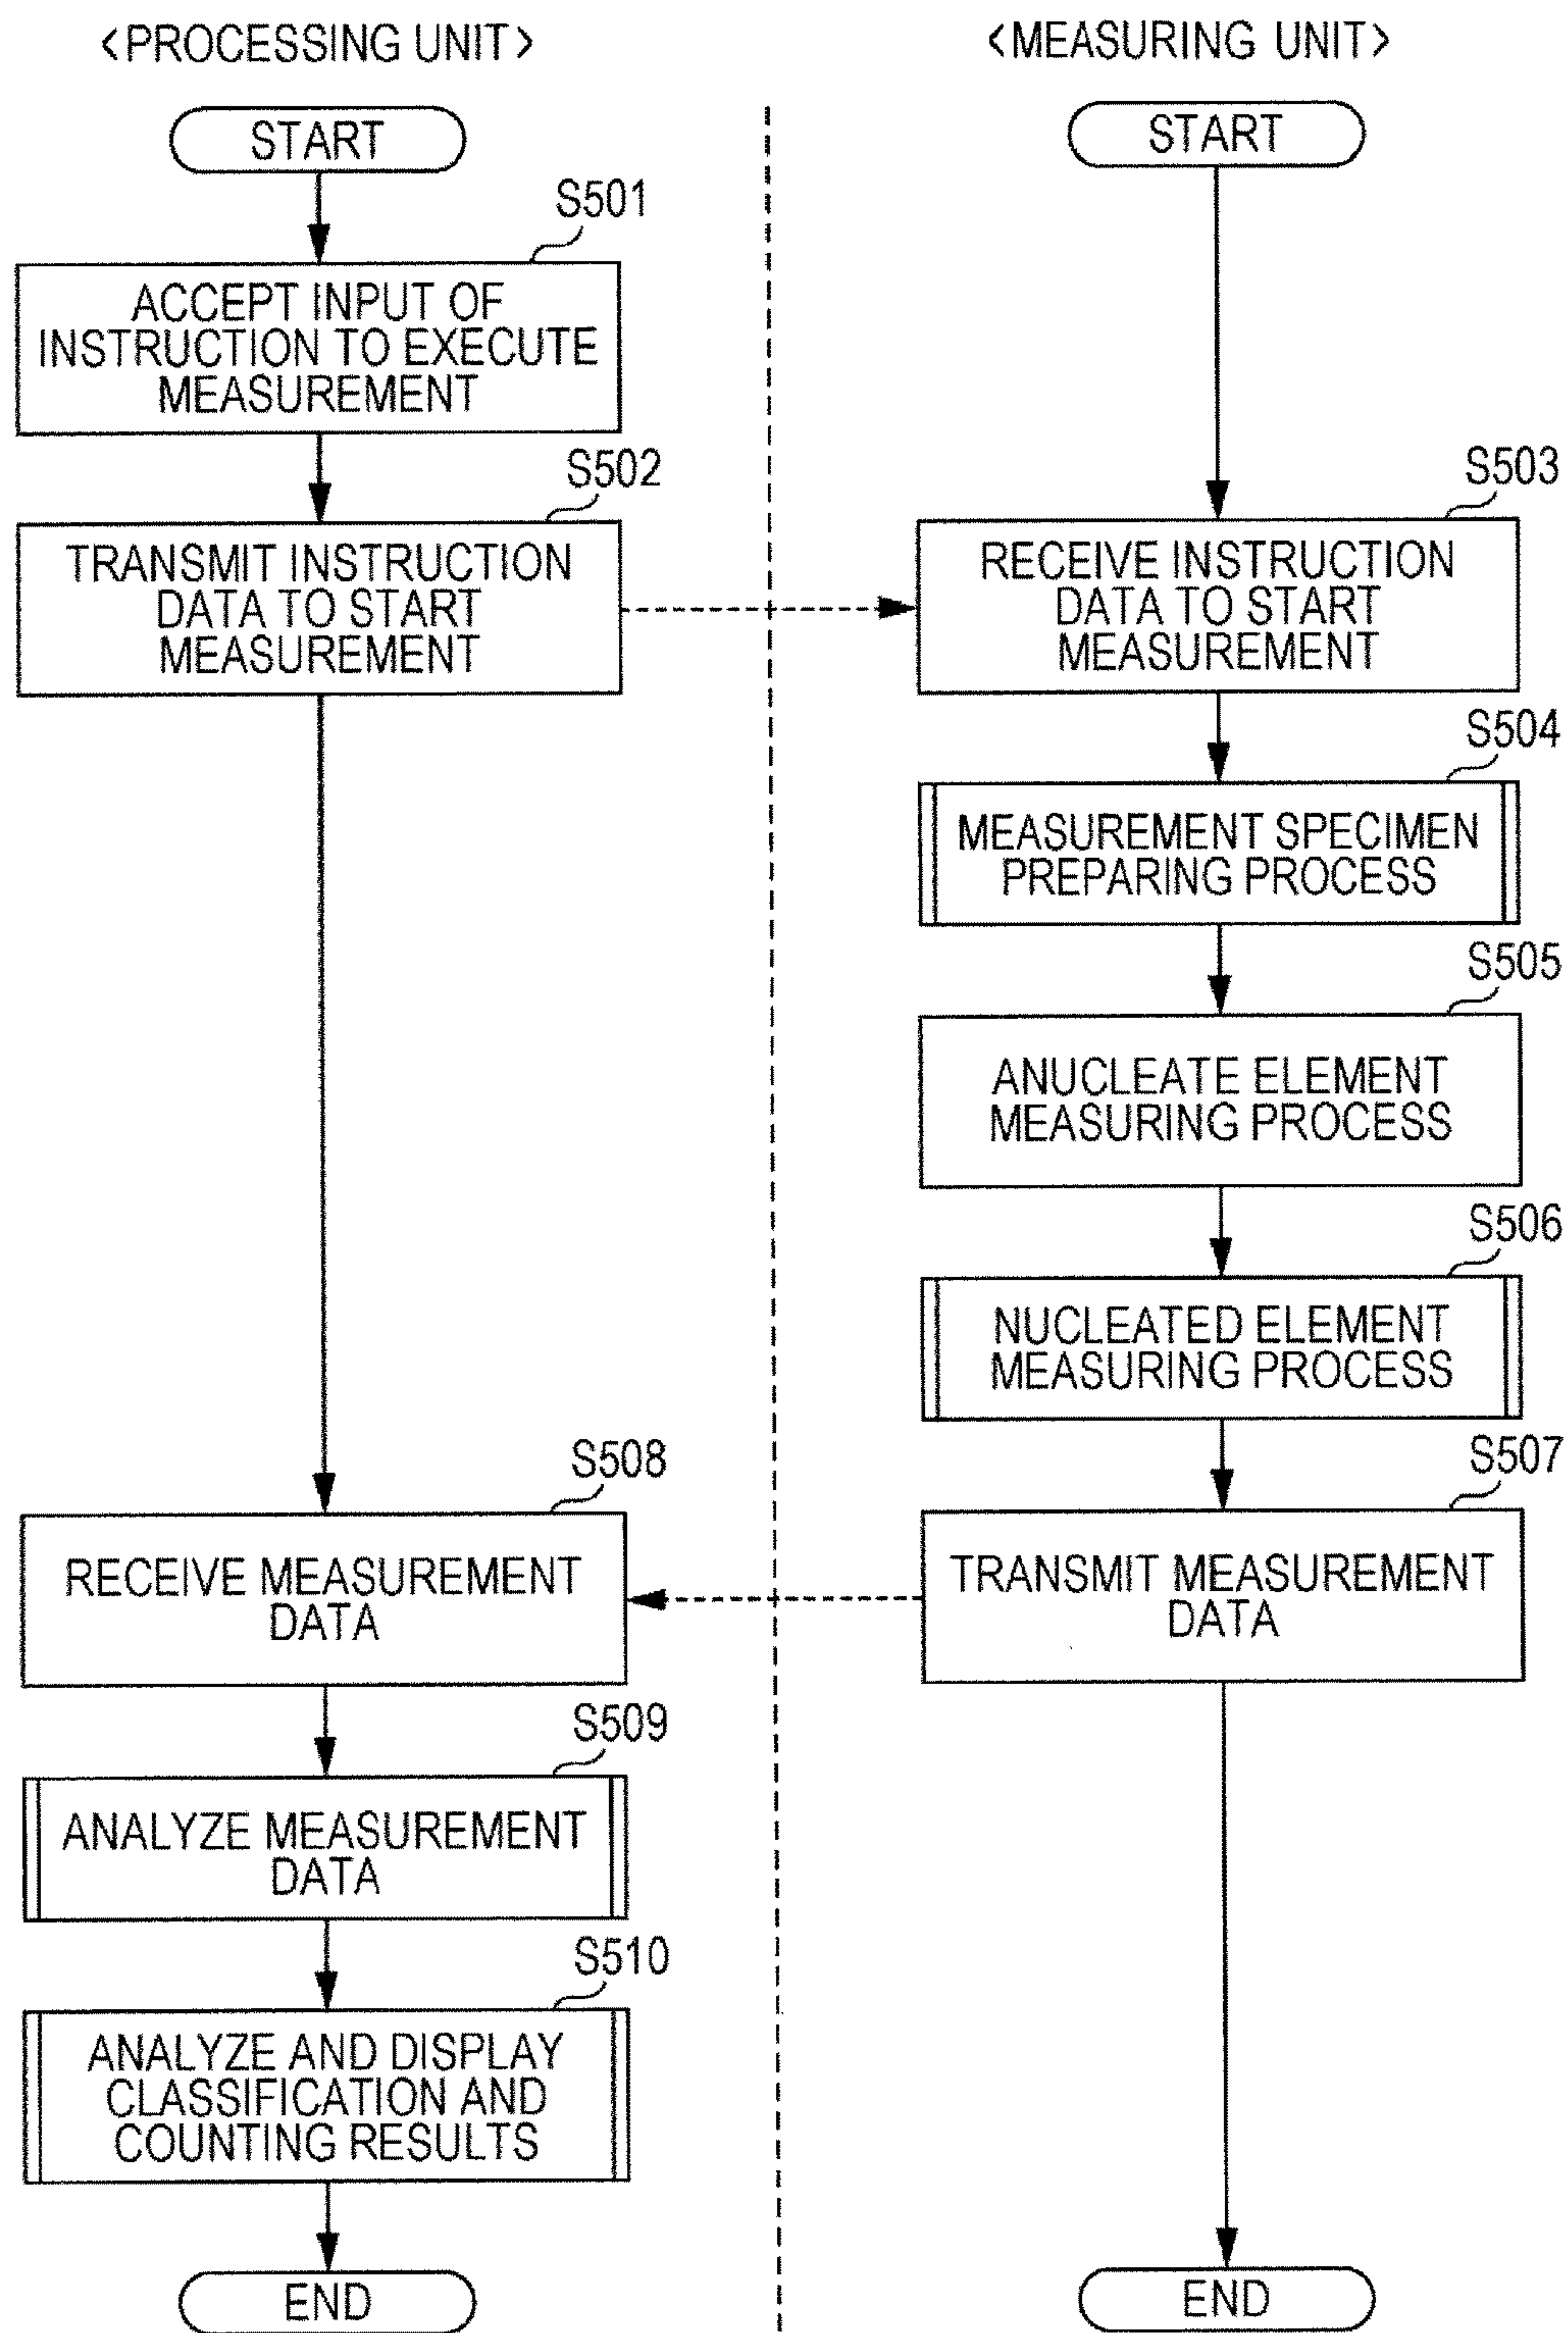 <PROCESSING UNIT>
START
S501
ACCEPT INPUT OF
INSTRUCTION TO EXECUTE
MEASUREMENT
S502
TRANSMIT INSTRUCTION
DATA TO START
MEASUREMENT
S508
RECEIVE MEASUREMENT
DATA
S509
ANALYZE MEASUREMENT
DATA
S510
ANALYZE AND DISPLAY
CLASSIFICATION AND
COUNTING RESULTS
END
<MEASURING UNIT>
START
S503
RECEIVE INSTRUCTION
DATA TO START
MEASUREMENT
S504
MEASUREMENT SPECIMEN
PREPARING PROCESS
S505
ANUCLEATE ELEMENT
MEASURING PROCESS
S506
NUCLEATED ELEMENT
MEASURING PROCESS
S507
TRANSMIT MEASUREMENT
DATA
END